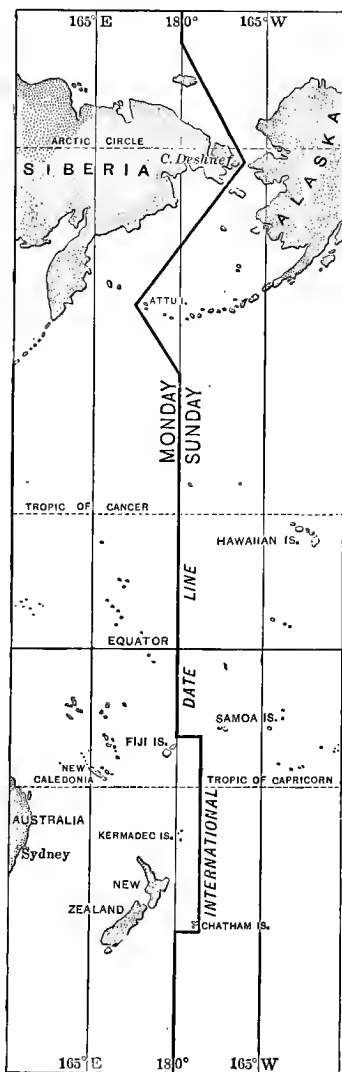 165°E 180° 165°W
ARCTIC CIRCLE
C. Deshnef
SIBERIA
ALASKA
ATTU I.
MONDAY
SUNDAY
TROPIC OF CANCER
HAWAIIAN IS.
LINE
EQUATOR
DATE
SAMOA IS.
FIJI IS.
NEW
CALEDONIA
TROPIC OF CAPRICORN
AUSTRALIA
INTERNATIONAL
KERMADEC IS.
Sydney
NEW
ZEALAND
CHATHAM IS.
165°E 180° 165°W